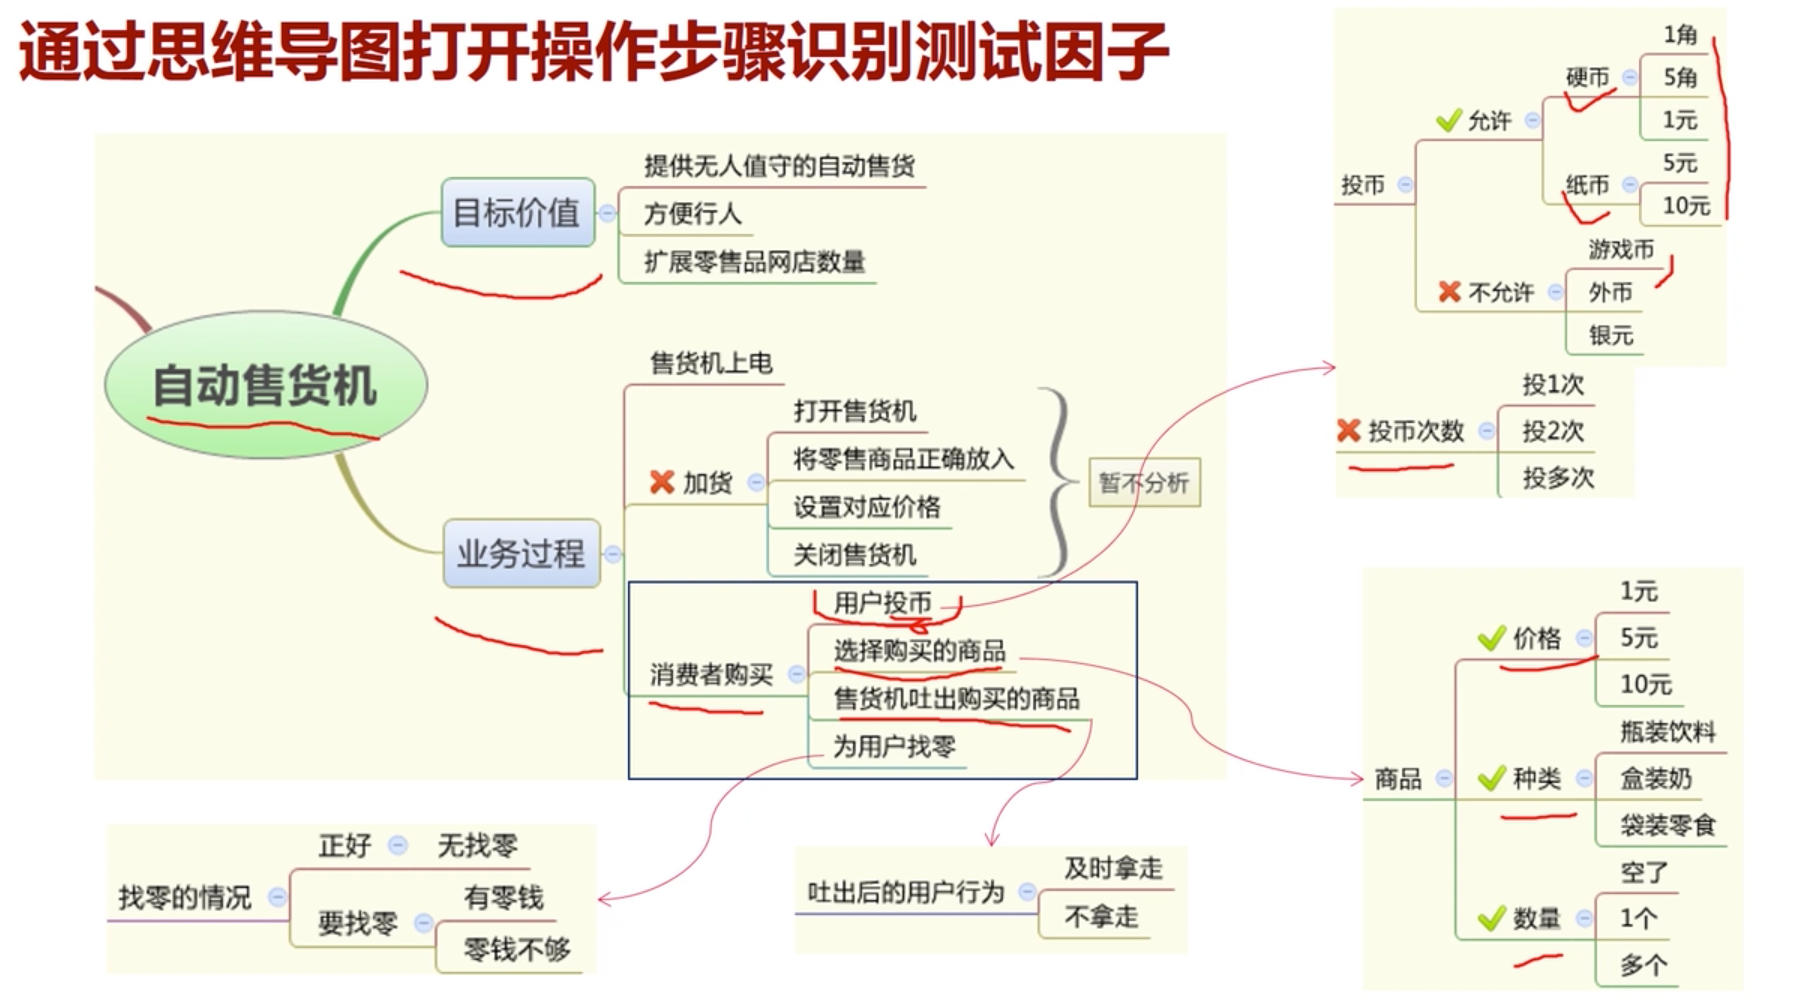 通过思维导图打开操作步骤识别测试因子
自动售货机
目标价值
提供无人值守的自动售货
方便行人
扩展零售品网店数量
业务过程
售货机上电
加货
打开售货机
将零售商品正确放入
设置对应价格
关闭售货机
暂不分析
消费者购买
用户投币
选择购买的商品
售货机吐出购买的商品
为用户找零
投币
允许
硬币
1角
5角
1元
纸币
5元
10元
不允许
游戏币
外币
银元
投币次数
投1次
投2次
投多次
商品
价格
1元
5元
10元
种类
瓶装饮料
盒装奶
袋装零食
数量
空了
1个
多个
找零的情况
正好
无找零
要找零
有零钱
零钱不够
吐出后的用户行为
及时拿走
不拿走